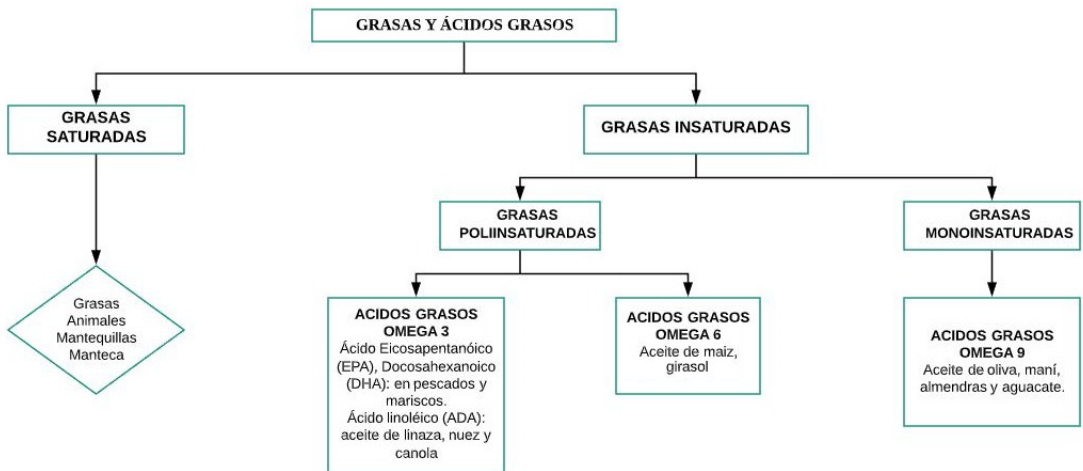 GRASAS Y ÁCIDOS GRASOS
GRASAS
SATURADAS
GRASAS INSATURADAS
GRASAS
POLIINSATURADAS
GRASAS
MONOINSATURADAS
Grasas
Animales
Mantequillas
Manteca
ACIDOS GRASOS
OMEGA 3
Ácido Eicosapentanóico
(EPA), Docosahexanoico
(DHA): en pescados y
mariscos.
Ácido linoléico (ADA):
aceite de linaza, nuez y
canola
ACIDOS GRASOS
OMEGA 6
Aceite de maiz,
girasol
ACIDOS GRASOS
OMEGA 9
Aceite de oliva, maní,
almendras y aguacate.